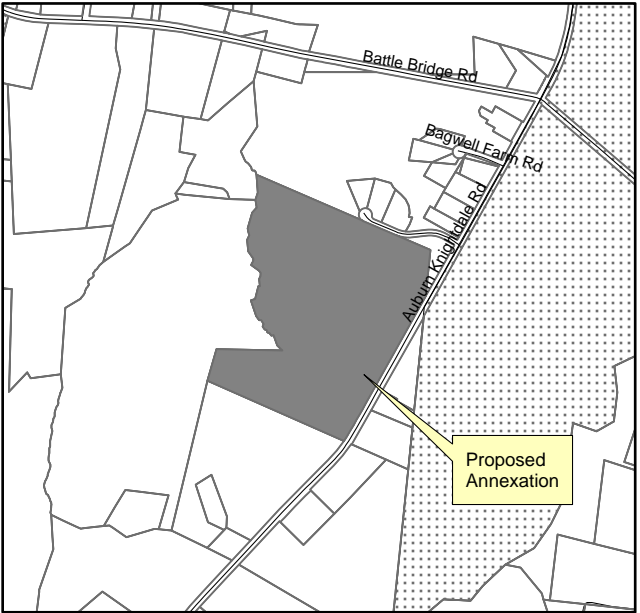 Battle Bridge Rd
Bagwell Farm Rd
Auburn Knightdale Rd
Proposed
Annexation